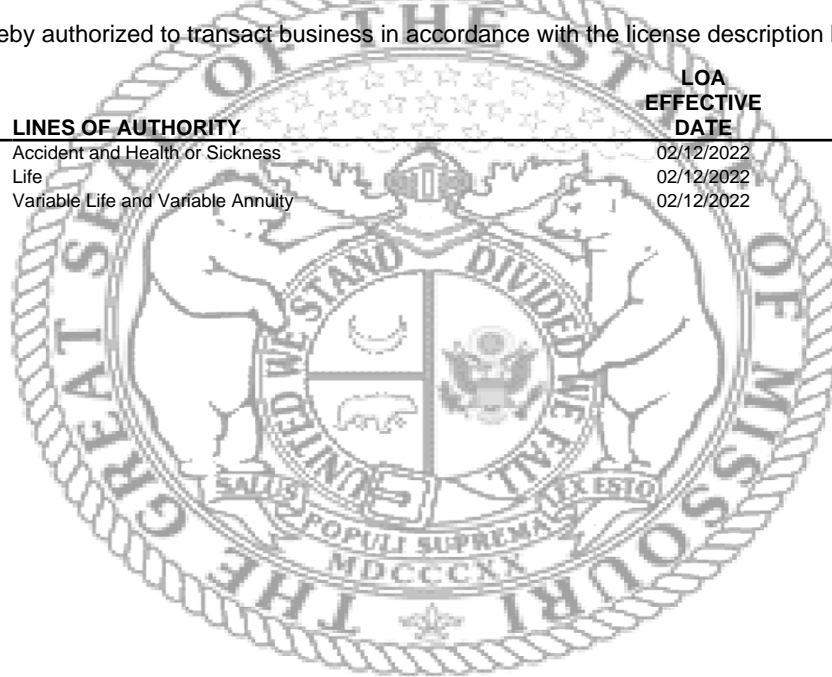 eby authorized to transact business in accordance with the license description
LOA
EFFECTIVE
LINES OF AUTHORITY DATE
Accident and Health or Sickness 02/12/2022
Life 02/12/2022
Variable Life and Variable Annuity 02/12/2022
THE GREAT SEAL OF THE STATE OF MISSOURI
UNITED WE STAND DIVIDED WE FALL
SALUS POPULI SUPREMA LEX ESTO
MDCCCXX